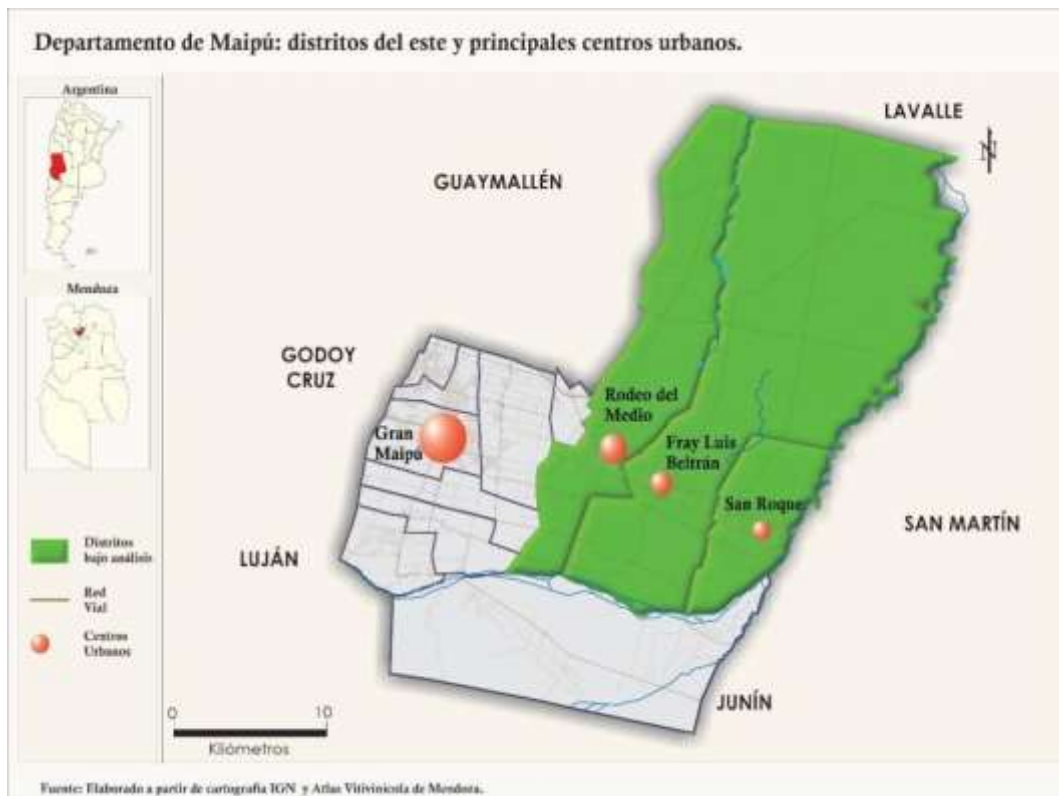 Departamento de Maipú: distritos del este y principales centros urbanos.
Argentina
Mendoza
LAVALLE
N
GUAYMALLÉN
GODOY
CRUZ
Rodeo del
Medio
Gran
Maipú
Fray Luis
Beltrán
San Roque
SAN MARTÍN
LUJÁN
JUNÍN
Distritos
bajo análisis
Red
Vial
Centros
Urbanos
0 10
Kilómetros
Fuente: Elaborado a partir de cartografía IGN y Atlas Vitivinícola de Mendoza.